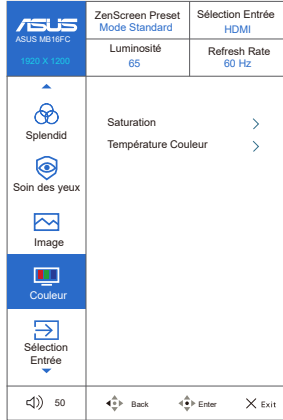 ASUS
ASUS MB16FC
1920 X 1200
ZenScreen Preset
Mode Standard
Sélection Entrée
HDMI
Luminosité
65
Refresh Rate
60 Hz
Splendid
Soin des yeux
Image
Couleur
Sélection
Entrée
Saturation
Température Couleur
50
Back
Enter
Exit